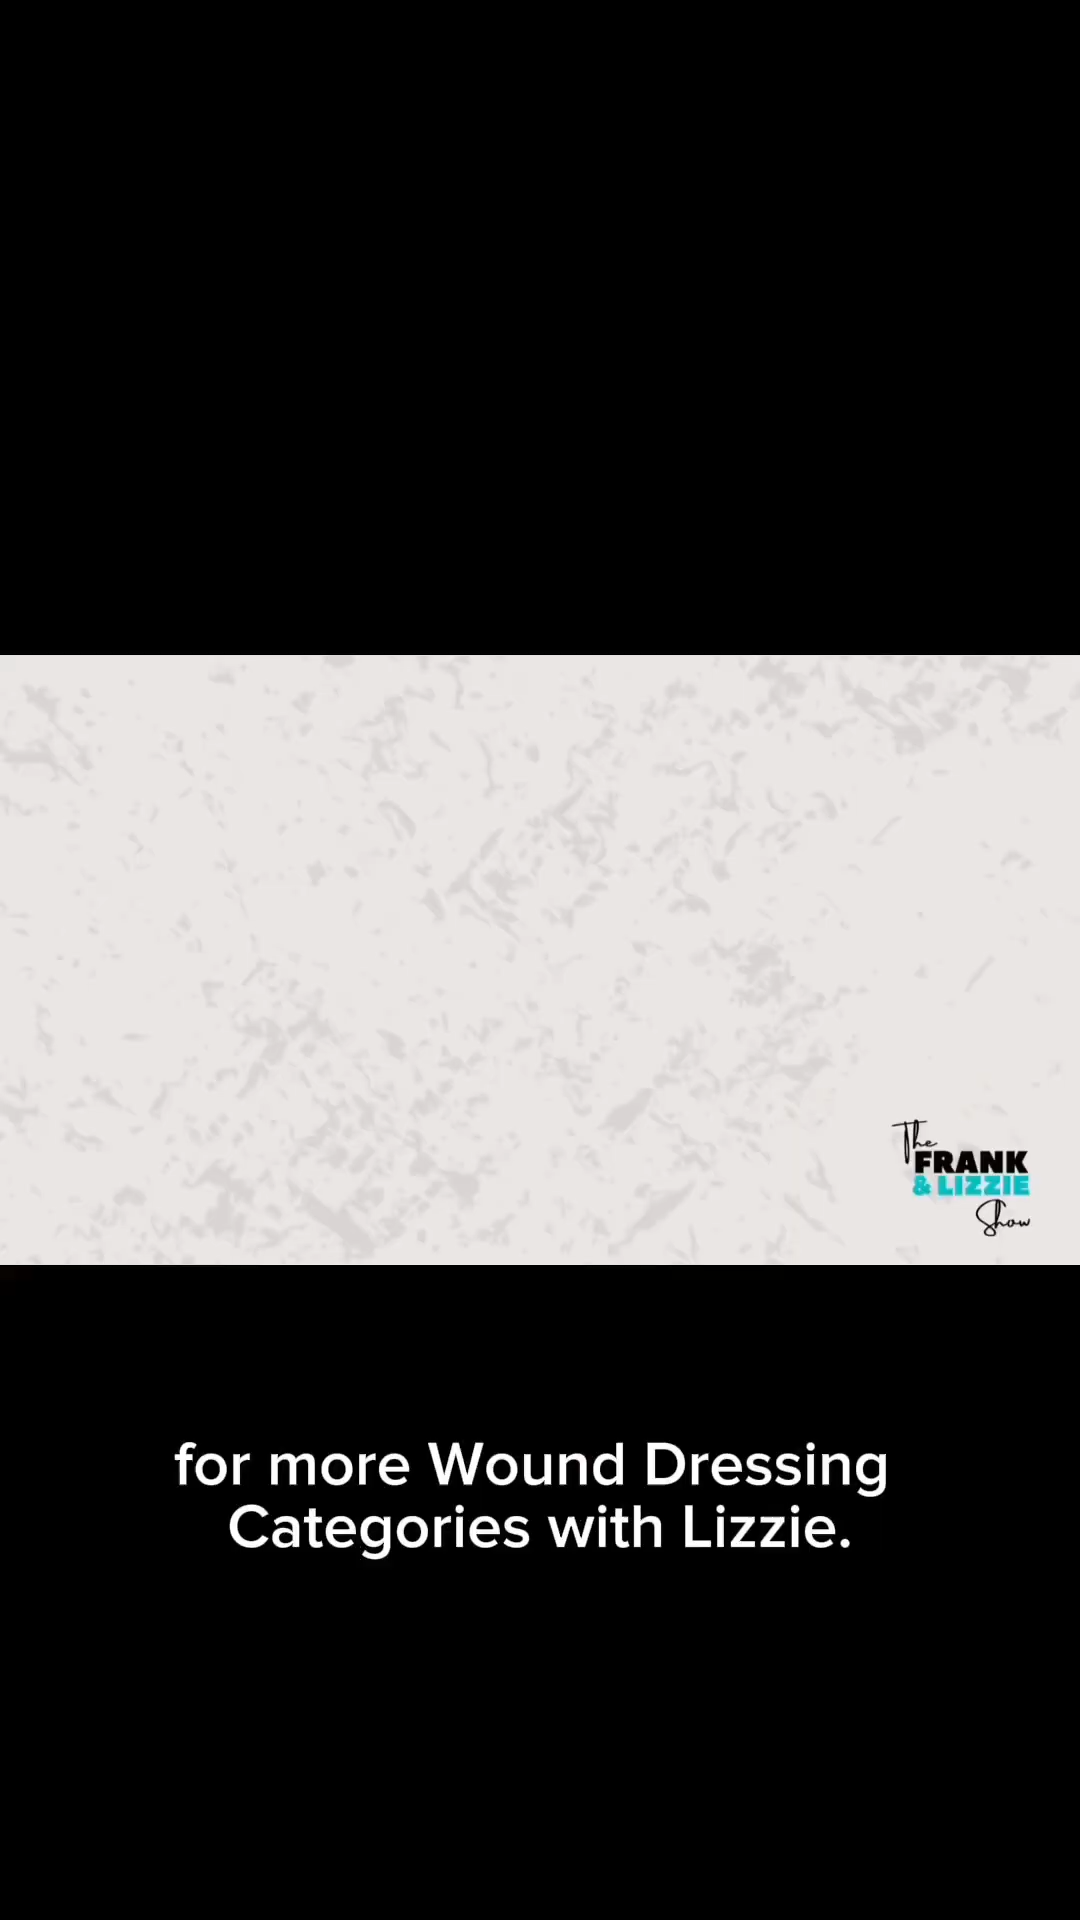 The
FRANK
& LIZZIE
Show
for more Wound Dressing
Categories with Lizzie.